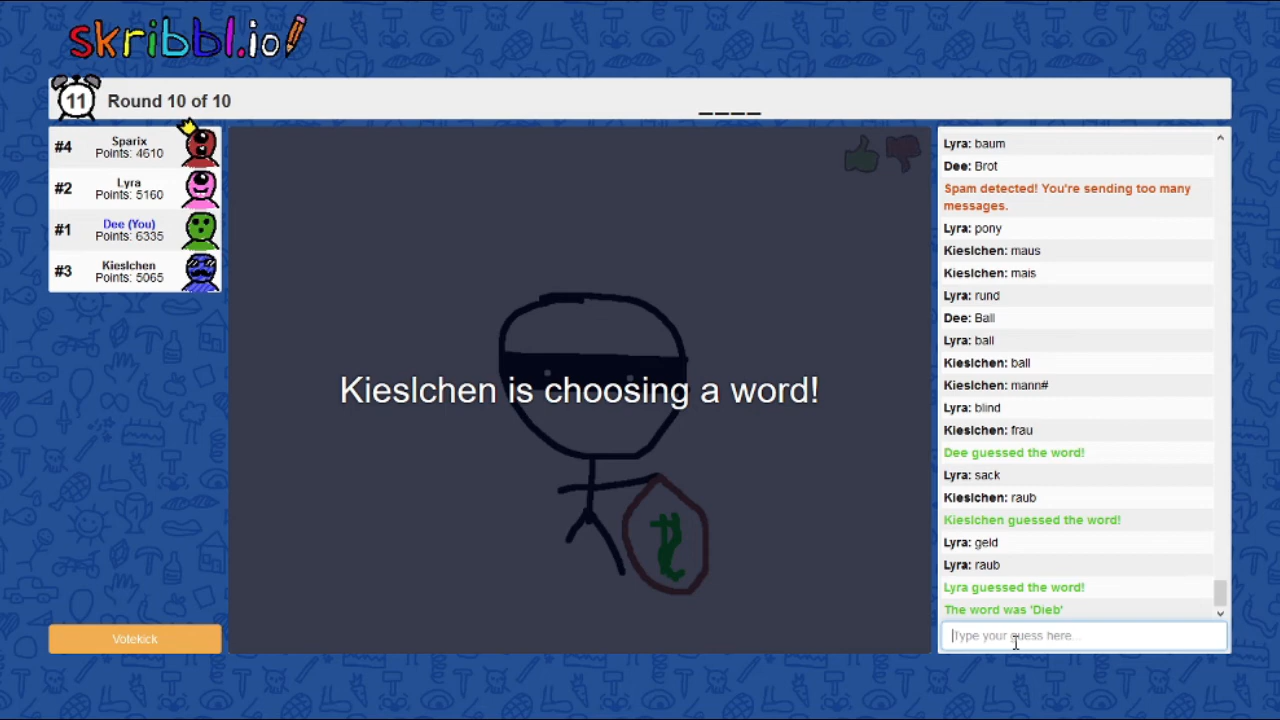 skribbl.io
11
Round 10 of 10
_ _ _ _
#4
Sparix
Points: 4610
#2
Lyra
Points: 5160
#1
Dee (You)
Points: 6335
#3
Kieslchen
Points: 5065
Votekick
Kieslchen is choosing a word!
Lyra: baum
Dee: Brot
Spam detected! You're sending too many
messages.
Lyra: pony
Kieslchen: maus
Kieslchen: mais
Lyra: rund
Dee: Ball
Lyra: ball
Kieslchen: ball
Kieslchen: mann#
Lyra: blind
Kieslchen: frau
Dee guessed the word!
Lyra: sack
Kieslchen: raub
Kieslchen guessed the word!
Lyra: geld
Lyra: raub
Lyra guessed the word!
The word was 'Dieb'
Type your guess here...